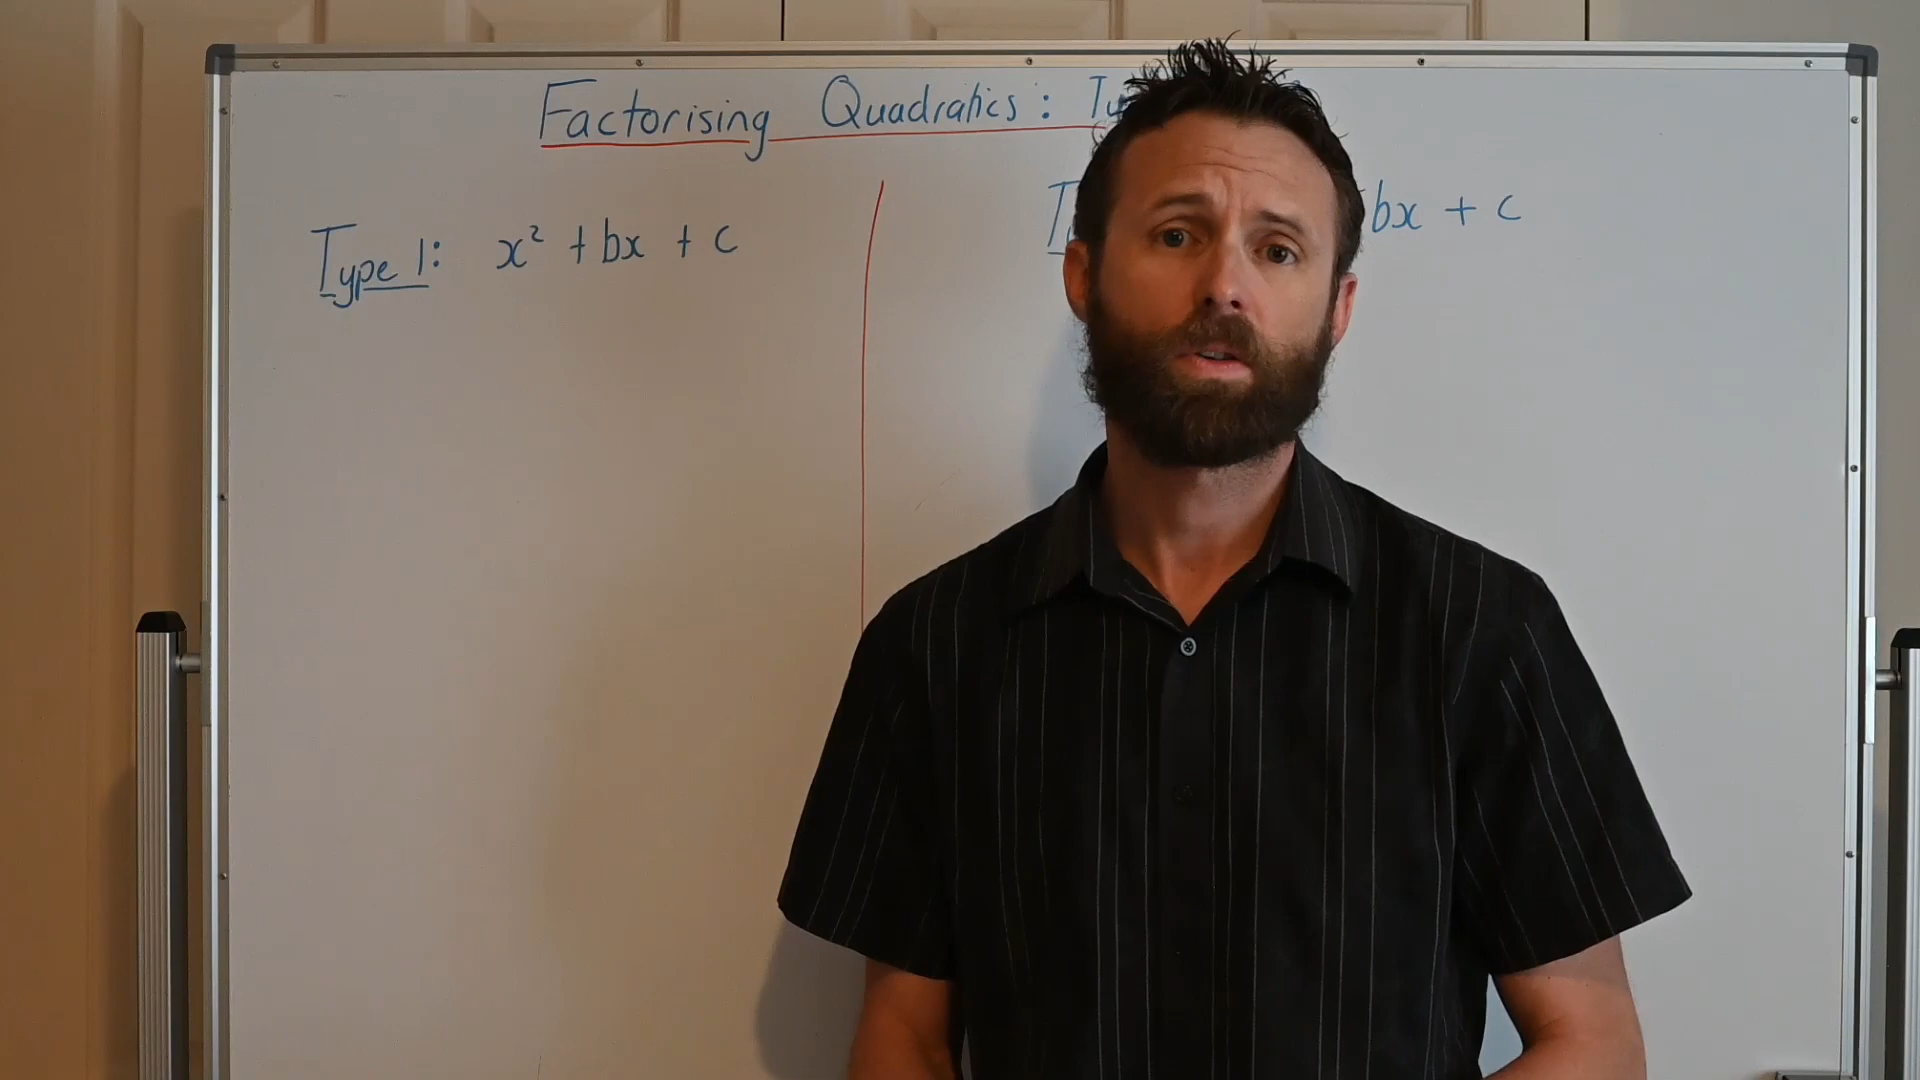 Factorising Quadratics:
Type 1: x² + bx + c
bx + c